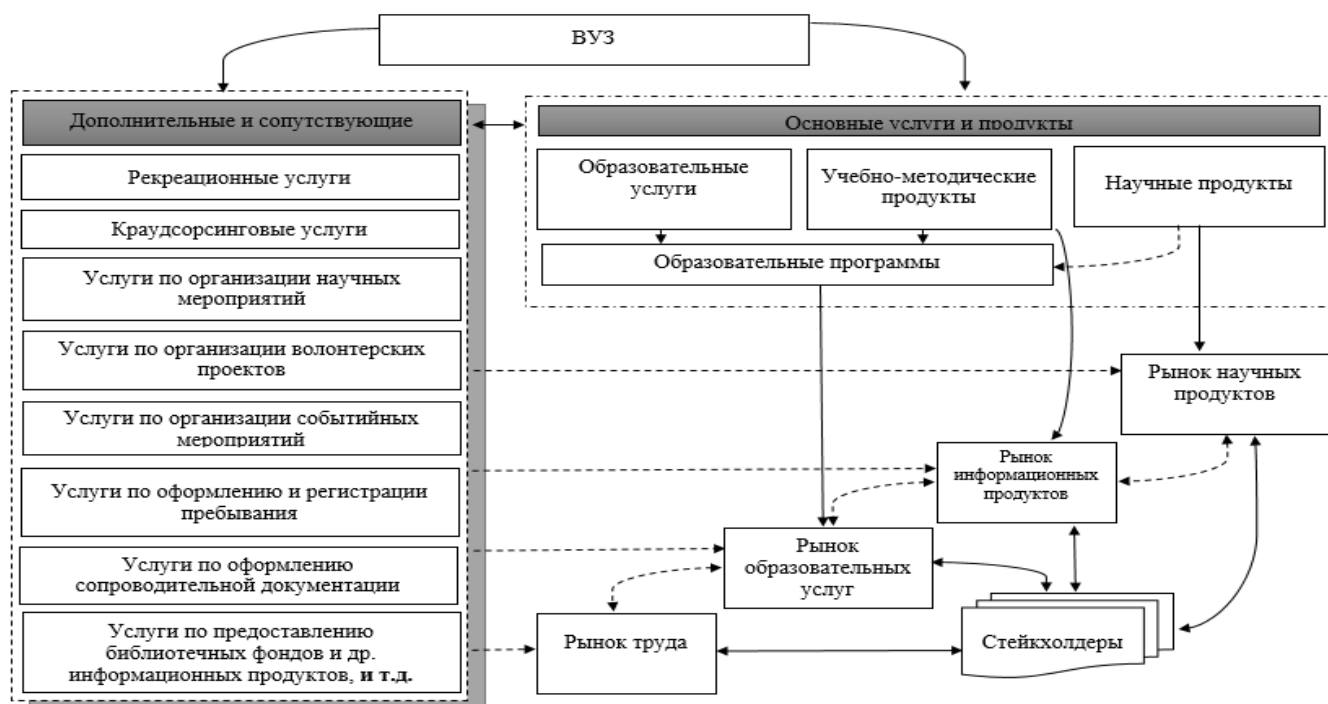 ВУЗ
Дополнительные и сопутствующие
Рекреационные услуги
Краудсорсинговые услуги
Услуги по организации научных
мероприятий
Услуги по организации волонтерских
проектов
Услуги по организации событийных
мероприятий
Услуги по оформлению и регистрации
пребывания
Услуги по оформлению
сопроводительной документации
Услуги по предоставлению
библиотечных фондов и др.
информационных продуктов, и т.д.
Основные услуги и продукты
Образовательные
услуги
Учебно-методические
продукты
Научные продукты
Образовательные программы
Рынок научных
продуктов
Рынок
информационных
продуктов
Рынок
образовательных
услуг
Рынок труда
Стейкхолдеры